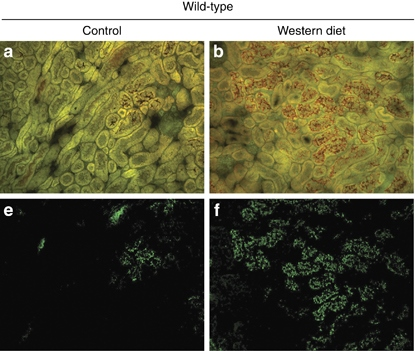 Wild-type
Control
Western diet
a
b
e
f